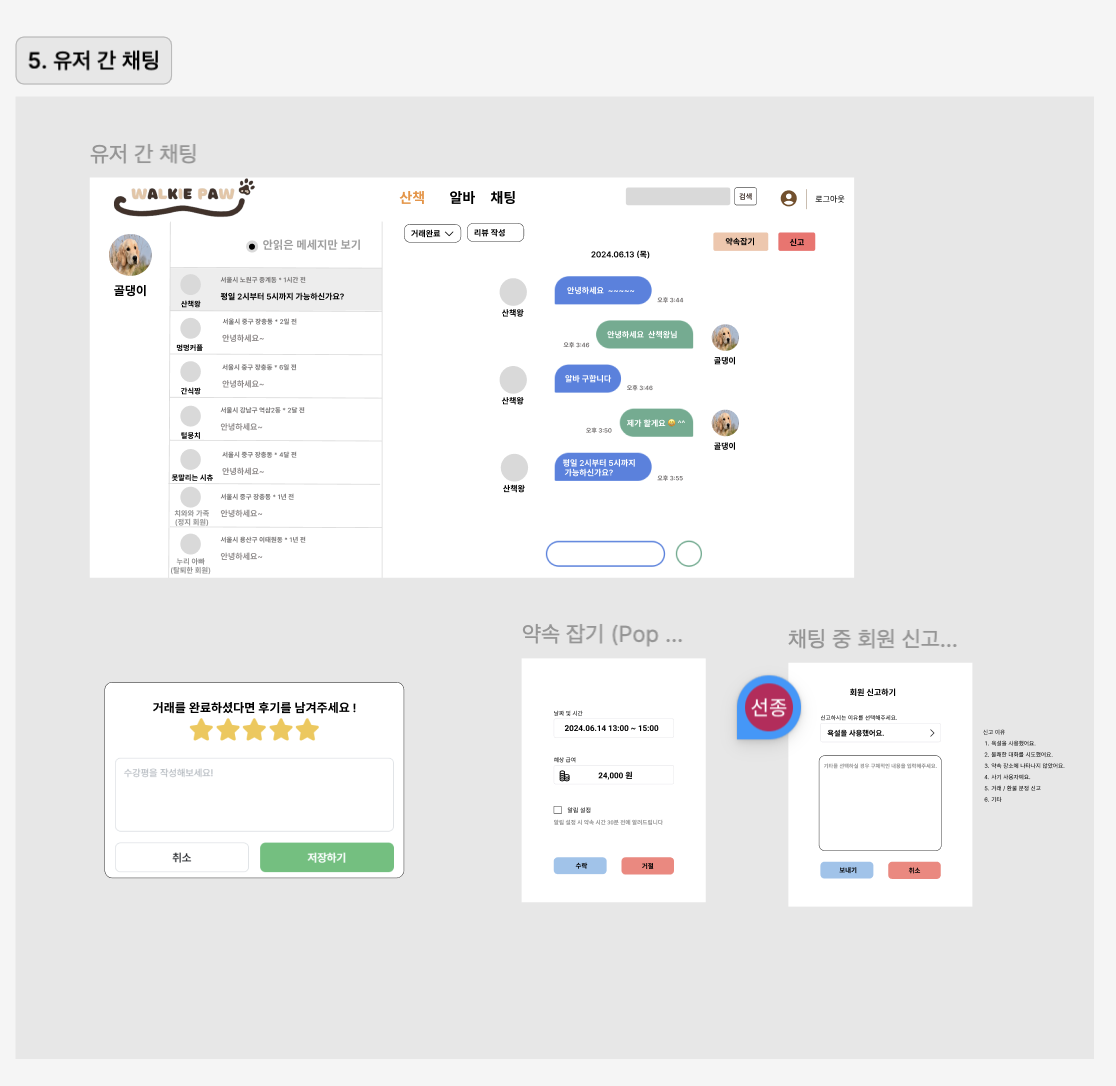 5. 유저 간 채팅
유저 간 채팅
WALKIE PAW
산책 알바 채팅
검색
로그아웃
골댕이
안읽은 메세지만 보기
서울시 노원구 중계동 * 1시간 전
평일 2시부터 5시까지 가능하신가요?
산책왕
서울시 중구 장충동 * 2일 전
안녕하세요~
멍멍커플
서울시 중구 장충동 * 6일 전
안녕하세요~
간식짱
서울시 강남구 역삼2동 * 2달 전
안녕하세요~
털뭉치
서울시 중구 장충동 * 4달 전
안녕하세요~
못말리는 시츄
서울시 중구 장충동 * 1년 전
안녕하세요~
치와와 가족
(정지 회원)
서울시 용산구 이태원동 * 1년 전
안녕하세요~
누리 아빠
(탈퇴한 회원)
거래완료
리뷰 작성
약속잡기
신고
2024.06.13 (목)
안녕하세요 ~~~~~
오후 3:44
산책왕
안녕하세요 산책왕님
오후 3:46
골댕이
알바 구합니다
오후 3:46
산책왕
제가 할게요 😀 ^^
오후 3:50
골댕이
평일 2시부터 5시까지
가능하신가요?
오후 3:55
산책왕
거래를 완료하셨다면 후기를 남겨주세요 !
수강평을 작성해보세요!
취소
저장하기
약속 잡기 (Pop ...
날짜 및 시간
2024.06.14 13:00 ~ 15:00
예상 급여
24,000 원
알림 설정
알림 설정 시 약속 시간 30분 전에 알려드립니다
수락
거절
채팅 중 회원 신고...
선종
회원 신고하기
신고하시는 이유를 선택해주세요.
욕설을 사용했어요.
기타를 선택하실 경우 구체적인 내용을 입력해주세요.
보내기
취소
신고 이유
1. 욕설을 사용했어요.
2. 불쾌한 대화를 시도했어요.
3. 약속 장소에 나타나지 않았어요.
4. 사기 사용자에요.
5. 거래 / 환불 분쟁 신고
6. 기타